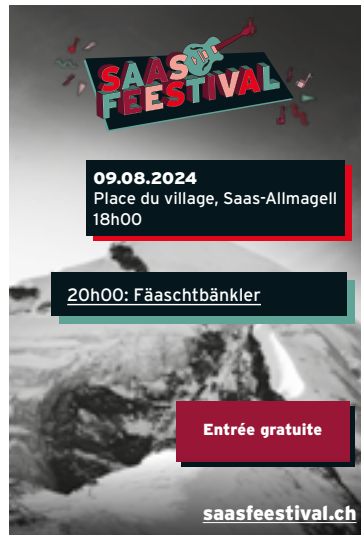 SAAS
FEESTIVAL
09.08.2024
Place du village, Saas-Allmagell
18h00
20h00: Fäaschtbänkler
Entrée gratuite
saasfeestival.ch